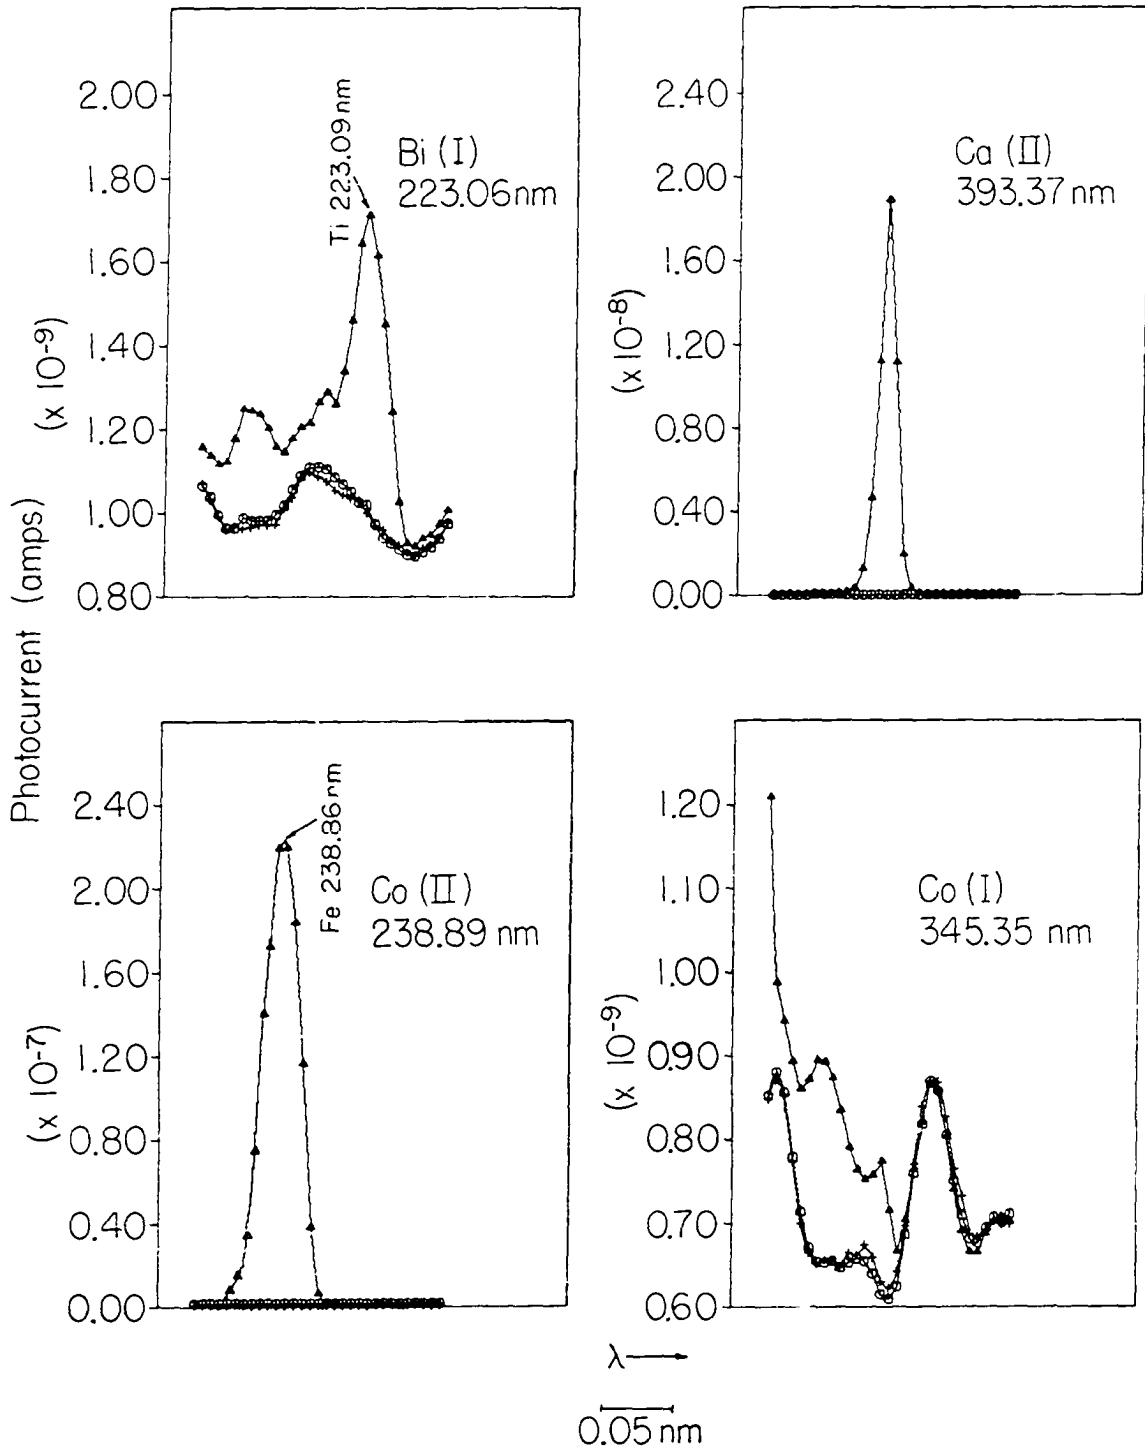 Photocurrent (amps)
(x 10-9)
2.00
1.80
1.60
1.40
1.20
1.00
0.80
Ti 223.09 nm
Bi (I)
223.06 nm
(x 10-8)
2.40
2.00
1.60
1.20
0.80
0.40
0.00
Ca (II)
393.37 nm
(x 10-7)
2.40
2.00
1.60
1.20
0.80
0.40
0.00
Fe 238.86 nm
Co (II)
238.89 nm
(x 10-9)
1.20
1.10
1.00
0.90
0.80
0.70
0.60
Co (I)
345.35 nm
λ
0.05 nm